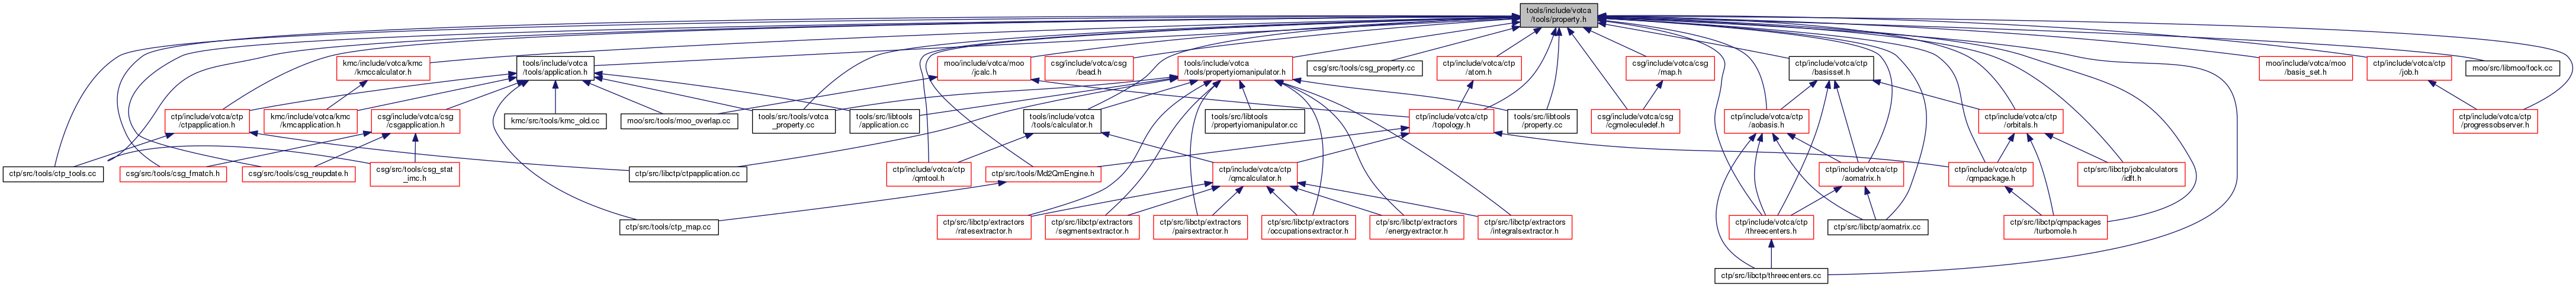 tools/include/votca
/tools/property.h
kmc/include/votca/kmc
/kmccalculator.h
tools/include/votca
/tools/application.h
moo/include/votca/moo
/jcalc.h
csg/include/votca/csg
/bead.h
tools/include/votca
/tools/propertyiomanipulator.h
csg/src/tools/csg_property.cc
ctp/include/votca/ctp
/atom.h
csg/include/votca/csg
/map.h
ctp/include/votca/ctp
/basisset.h
moo/include/votca/moo
/basis_set.h
ctp/include/votca/ctp
/job.h
moo/src/libmoo/fock.cc
ctp/include/votca/ctp
/ctpapplication.h
kmc/include/votca/kmc
/kmcapplication.h
csg/include/votca/csg
/csgapplication.h
kmc/src/tools/kmc_old.cc
moo/src/tools/moo_overlap.cc
tools/src/tools/votca
_property.cc
tools/src/libtools
/application.cc
tools/include/votca
/tools/calculator.h
tools/src/libtools
/propertyiomanipulator.cc
ctp/include/votca/ctp
/topology.h
tools/src/libtools
/property.cc
csg/include/votca/csg
/cgmoleculedef.h
ctp/include/votca/ctp
/aobasis.h
ctp/include/votca/ctp
/orbitals.h
ctp/include/votca/ctp
/progressobserver.h
ctp/src/tools/ctp_tools.cc
csg/src/tools/csg_fmatch.h
csg/src/tools/csg_reupdate.h
csg/src/tools/csg_stat
_imc.h
ctp/src/libctp/ctpapplication.cc
ctp/include/votca/ctp
/qmtool.h
ctp/src/tools/Md2QmEngine.h
ctp/include/votca/ctp
/qmcalculator.h
ctp/include/votca/ctp
/aomatrix.h
ctp/include/votca/ctp
/qmpackage.h
ctp/src/libctp/jobcalculators
/idft.h
ctp/src/tools/ctp_map.cc
ctp/src/libctp/extractors
/ratesextractor.h
ctp/src/libctp/extractors
/segmentsextractor.h
ctp/src/libctp/extractors
/pairsextractor.h
ctp/src/libctp/extractors
/occupationsextractor.h
ctp/src/libctp/extractors
/energyextractor.h
ctp/src/libctp/extractors
/integralsextractor.h
ctp/include/votca/ctp
/threecenters.h
ctp/src/libctp/aomatrix.cc
ctp/src/libctp/qmpackages
/turbomole.h
ctp/src/libctp/threecenters.cc